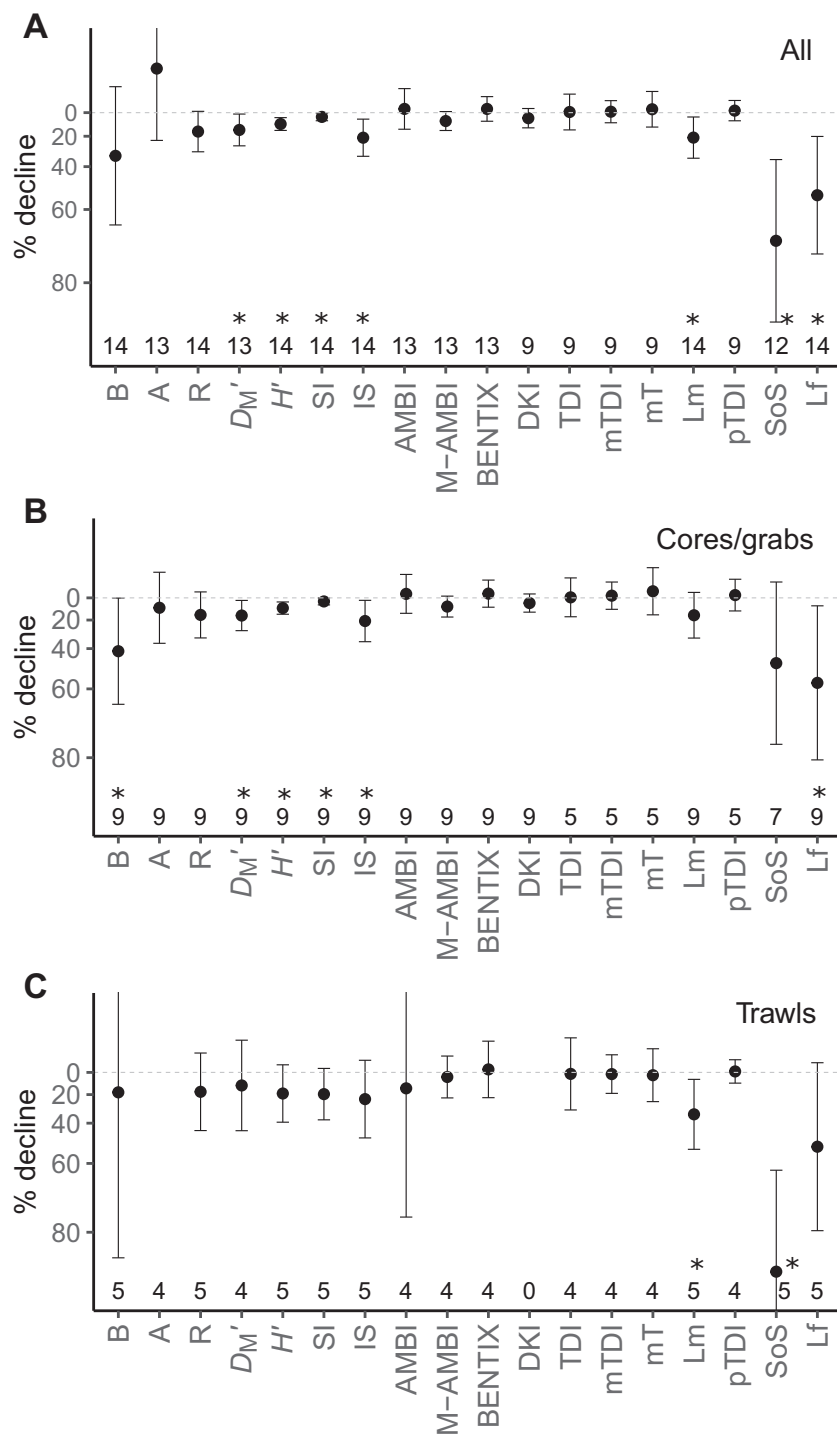 A
All
% decline
0
20
40
60
80
* * * * * * *
14 13 14 13 14 14 14 13 13 13 9 9 9 9 14 9 12 14
B A R DM′ H′ SI IS AMBI M−AMBI BENTIX DKI TDI mTDI mT Lm pTDI SoS Lf
B
Cores/grabs
% decline
0
20
40
60
80
* * * * * *
9 9 9 9 9 9 9 9 9 9 9 5 5 5 9 5 7 9
B A R DM′ H′ SI IS AMBI M−AMBI BENTIX DKI TDI mTDI mT Lm pTDI SoS Lf
C
Trawls
% decline
0
20
40
60
80
* *
5 4 5 4 5 5 5 4 4 4 0 4 4 4 5 4 5 5
B A R DM′ H′ SI IS AMBI M−AMBI BENTIX DKI TDI mTDI mT Lm pTDI SoS Lf